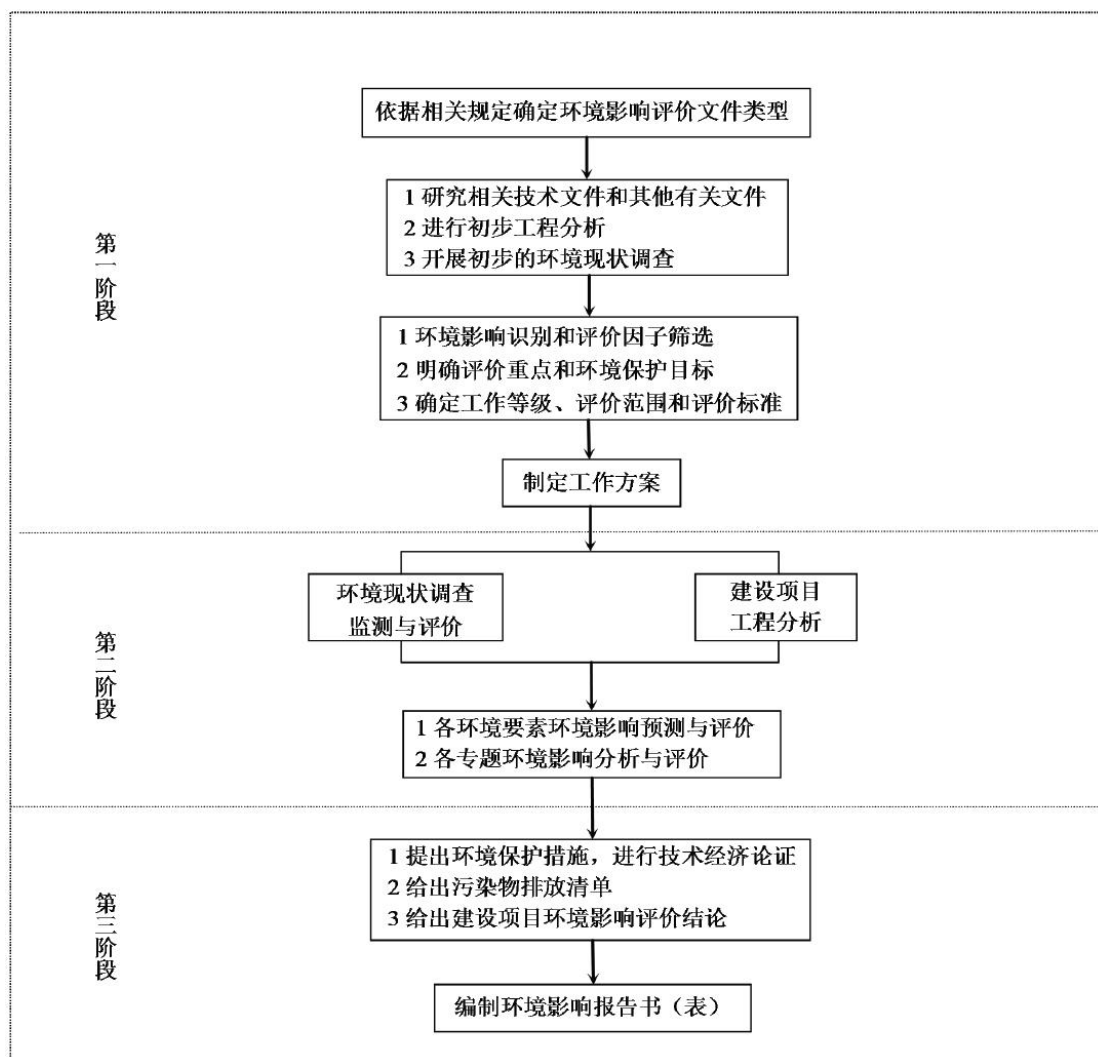 第一阶段
依据相关规定确定环境影响评价文件类型
1 研究相关技术文件和其他有关文件
2 进行初步工程分析
3 开展初步的环境现状调查
1 环境影响识别和评价因子筛选
2 明确评价重点和环境保护目标
3 确定工作等级、评价范围和评价标准
制定工作方案
第二阶段
环境现状调查
监测与评价
建设项目
工程分析
1 各环境要素环境影响预测与评价
2 各专题环境影响分析与评价
第三阶段
1 提出环境保护措施，进行技术经济论证
2 给出污染物排放清单
3 给出建设项目环境影响评价结论
编制环境影响报告书（表）